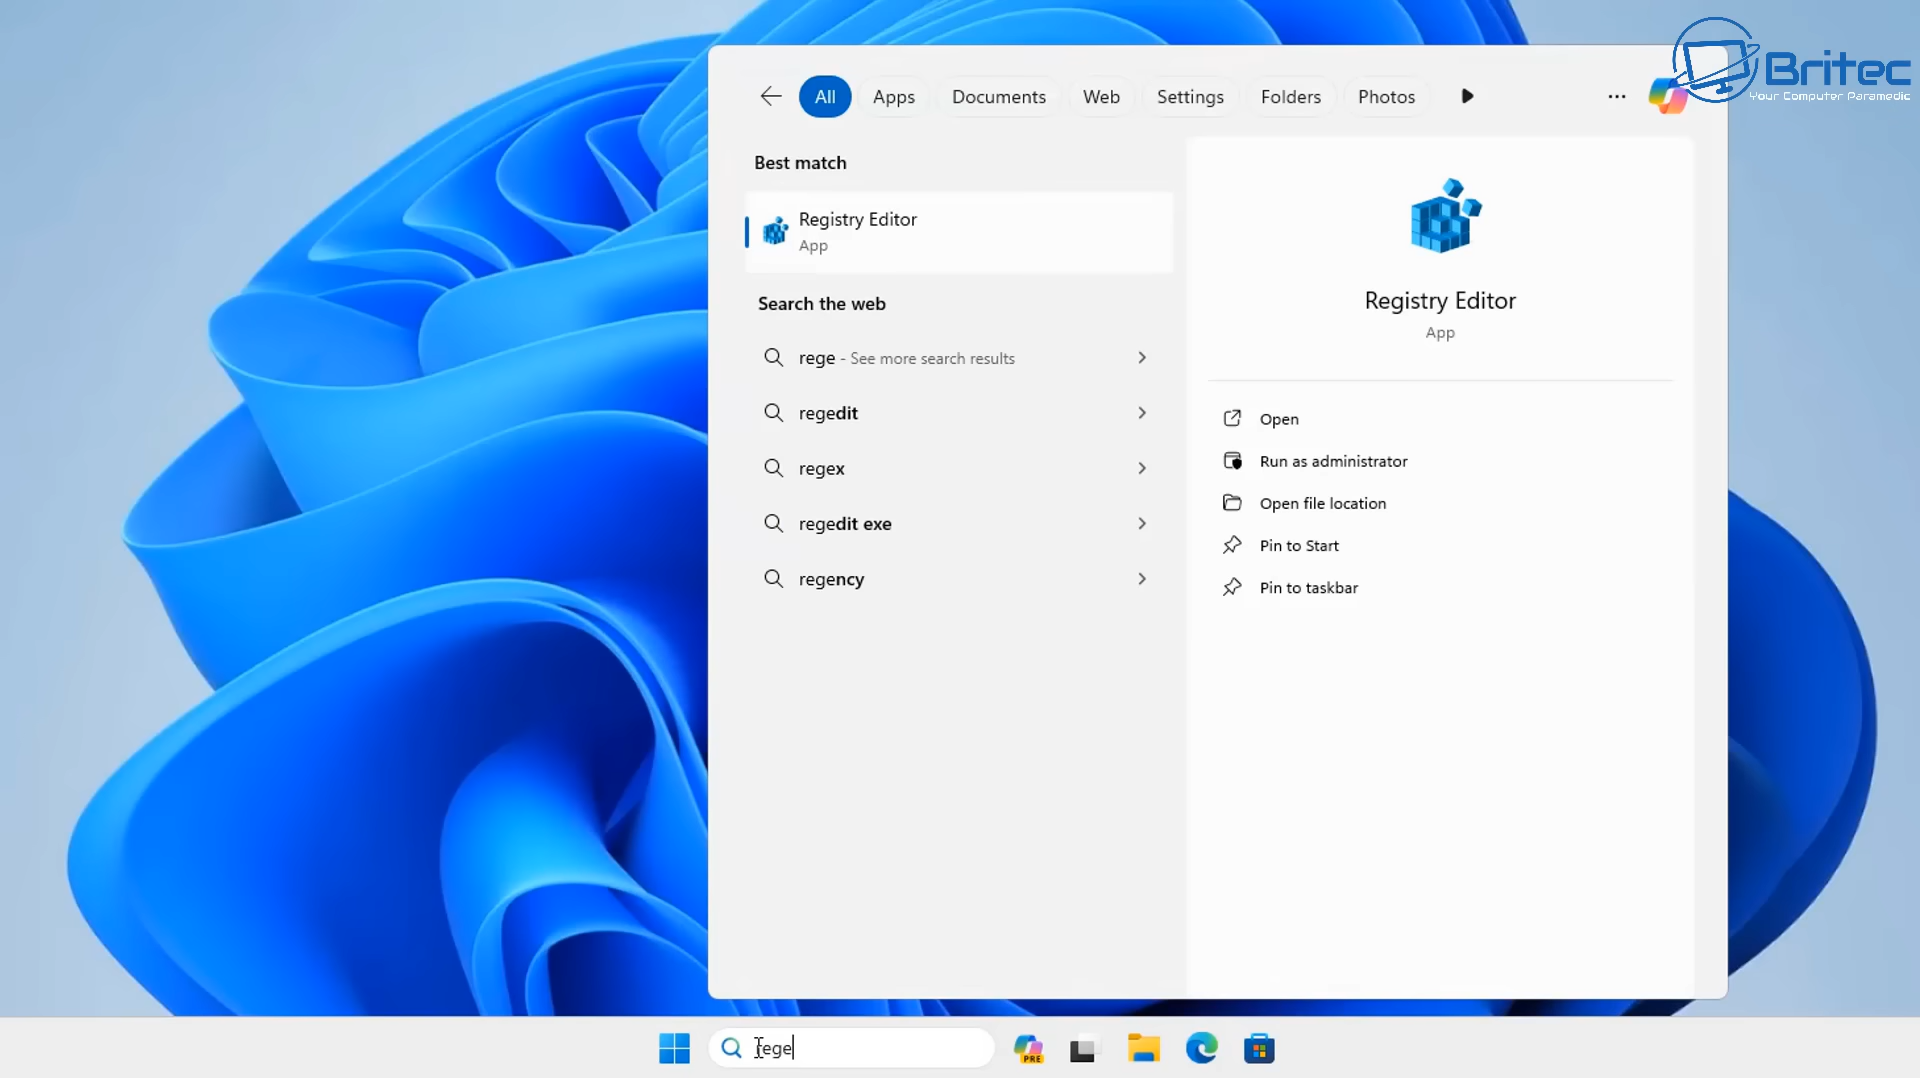 Britec
Your Computer Paramedic
All Apps Documents Web Settings Folders Photos
Best match
Registry Editor
App
Search the web
rege - See more search results
regedit
regex
regedit exe
regency
Registry Editor
App
Open
Run as administrator
Open file location
Pin to Start
Pin to taskbar
rege
PRE